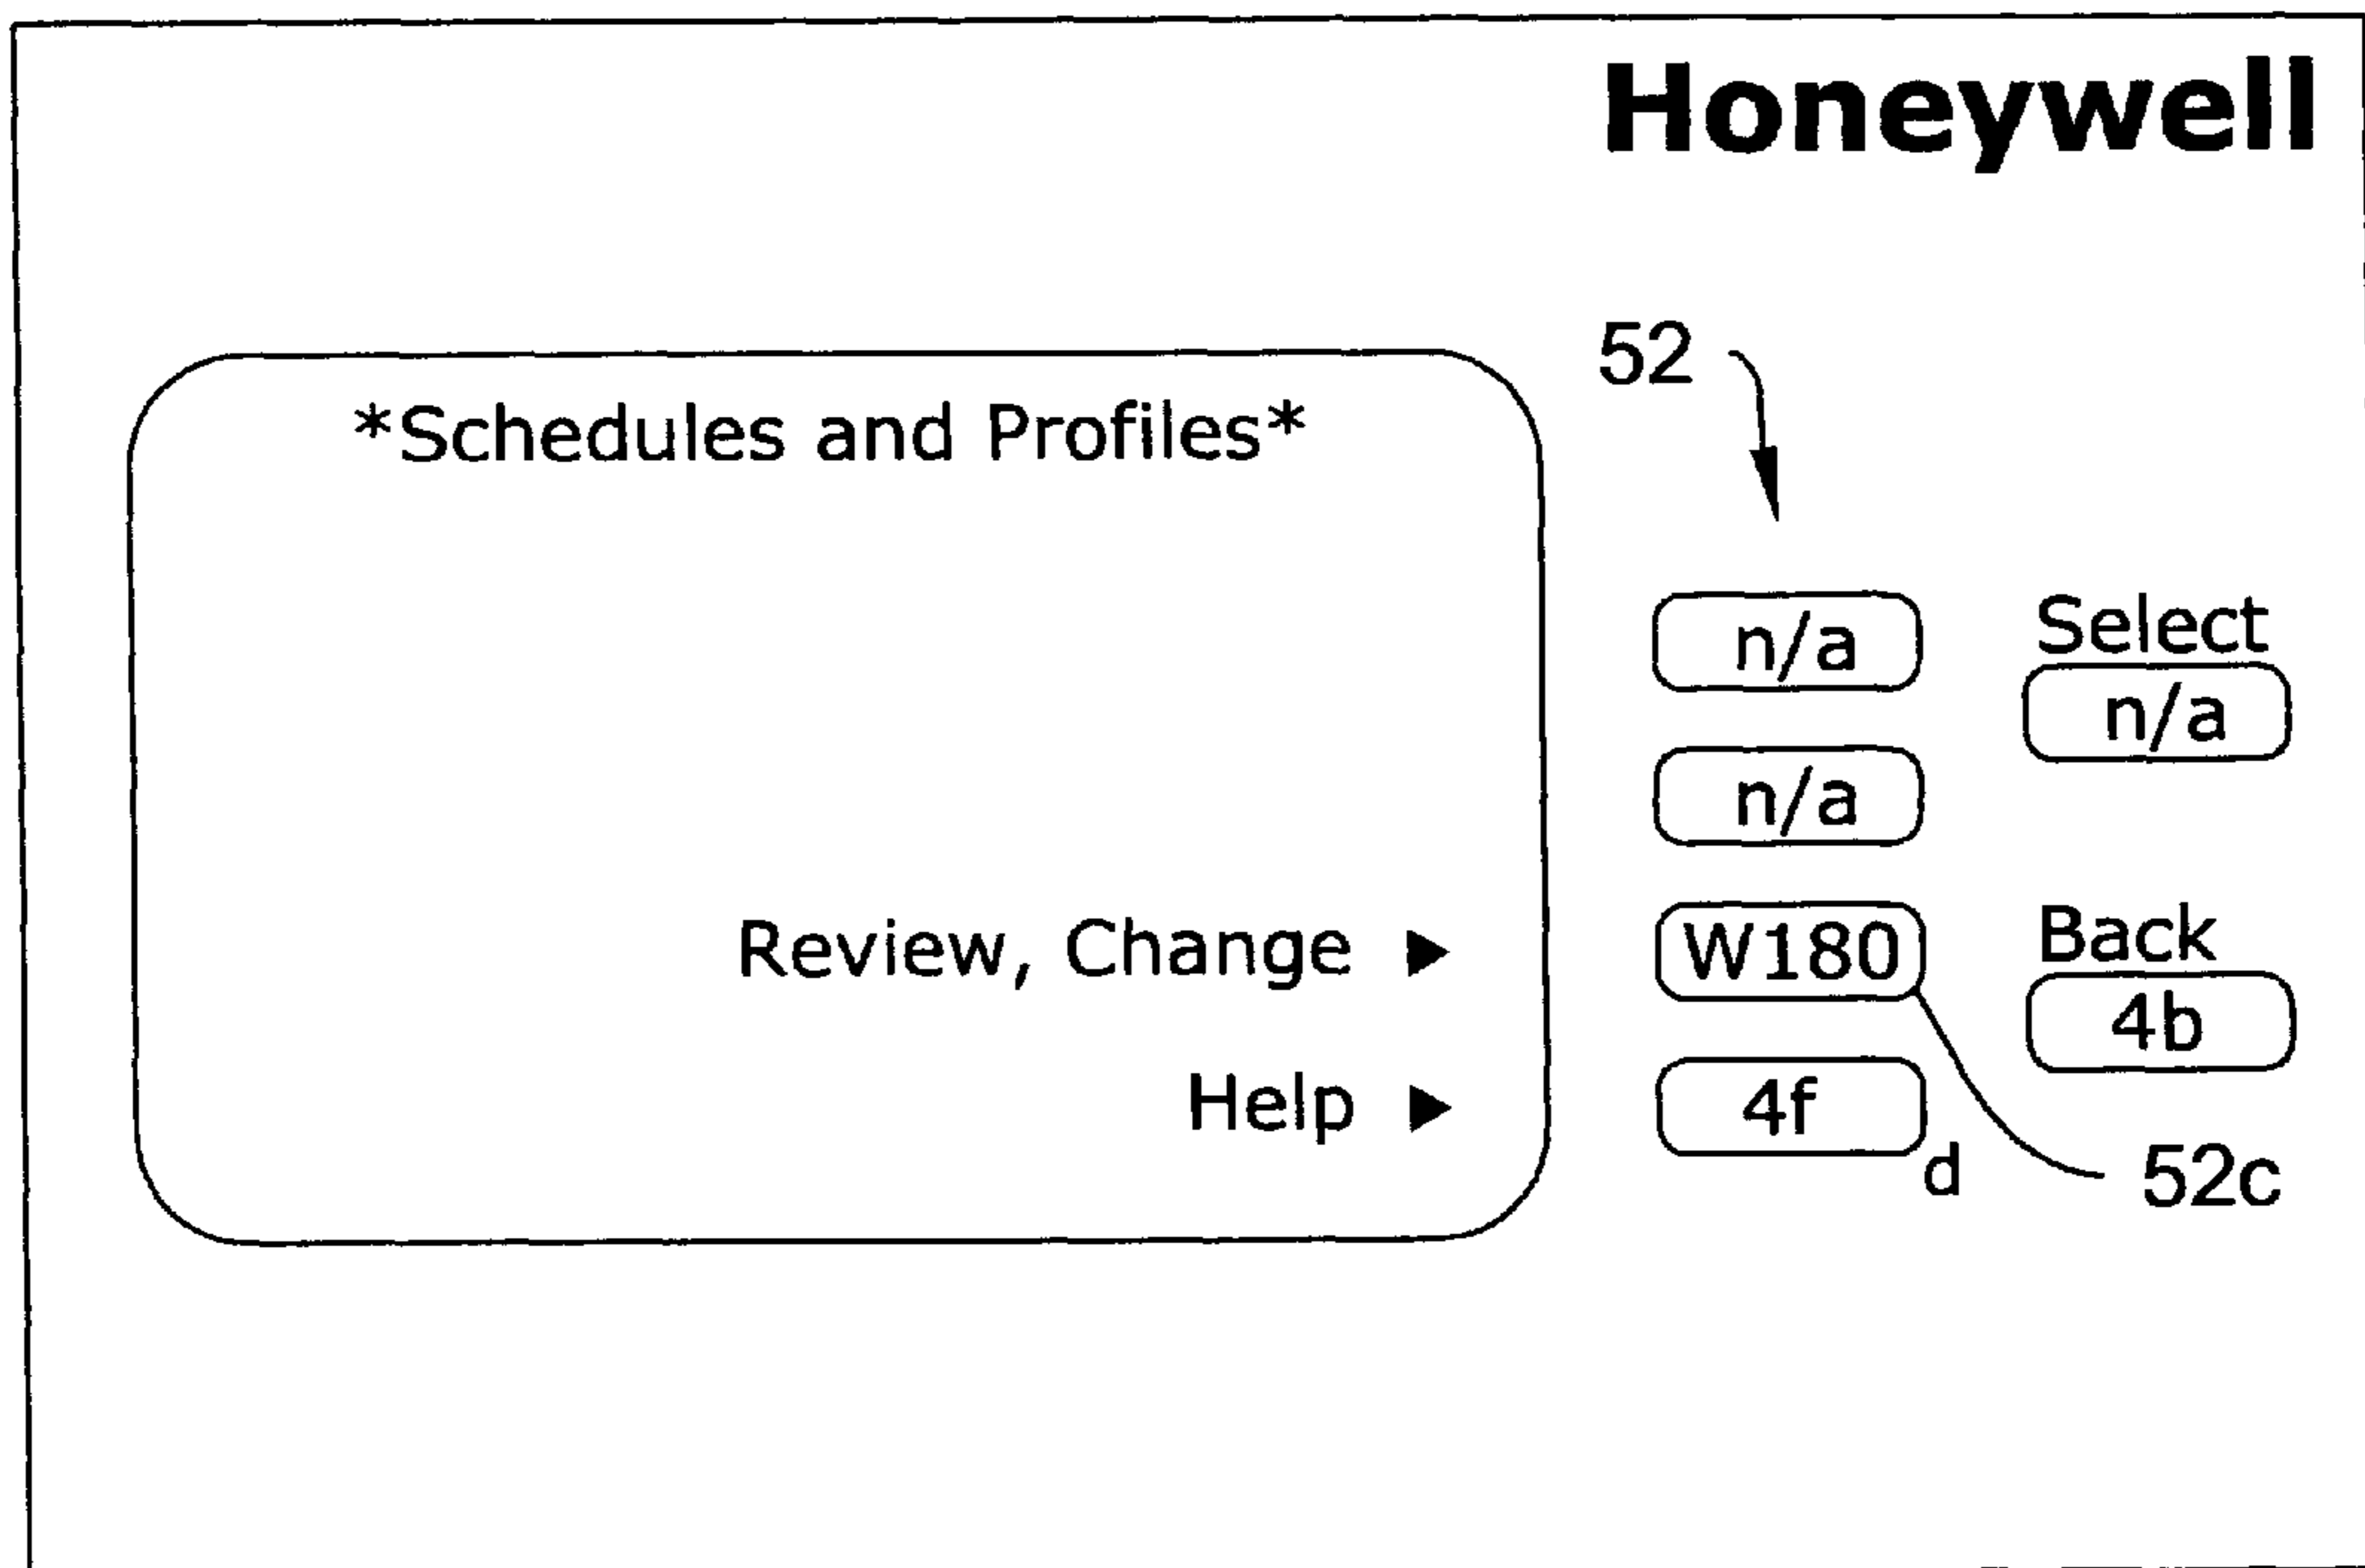 Honeywell
52
*Schedules and Profiles*
n/a
Select
n/a
n/a
Review, Change ▶
W180
Back
4b
Help ▶
4f
d
52c